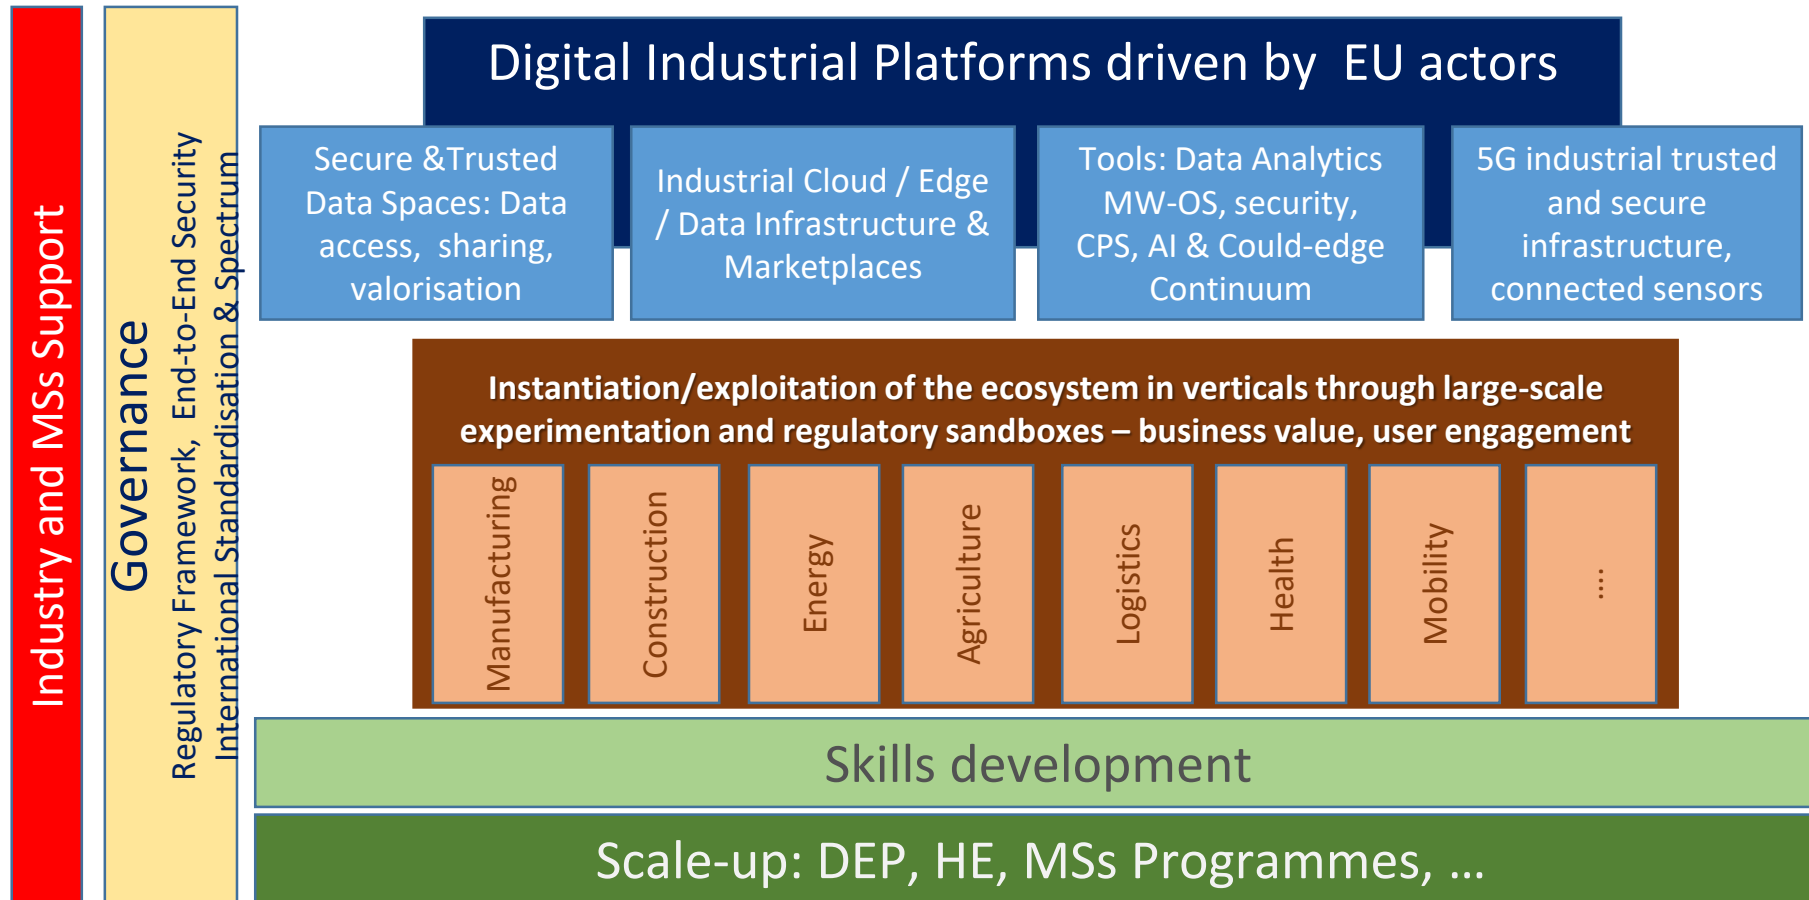 Industry and MSs Support
Governance
Regulatory Framework, End-to-End Security
International Standardisation & Spectrum
Digital Industrial Platforms driven by EU actors
Secure &Trusted
Data Spaces: Data
access, sharing,
valorisation
Industrial Cloud / Edge
/ Data Infrastructure &
Marketplaces
Tools: Data Analytics
MW-OS, security,
CPS, AI & Could-edge
Continuum
5G industrial trusted
and secure
infrastructure,
connected sensors
Instantiation/exploitation of the ecosystem in verticals through large-scale
experimentation and regulatory sandboxes – business value, user engagement
Manufacturing
Construction
Energy
Agriculture
Logistics
Health
Mobility
....
Skills development
Scale-up: DEP, HE, MSs Programmes, ...